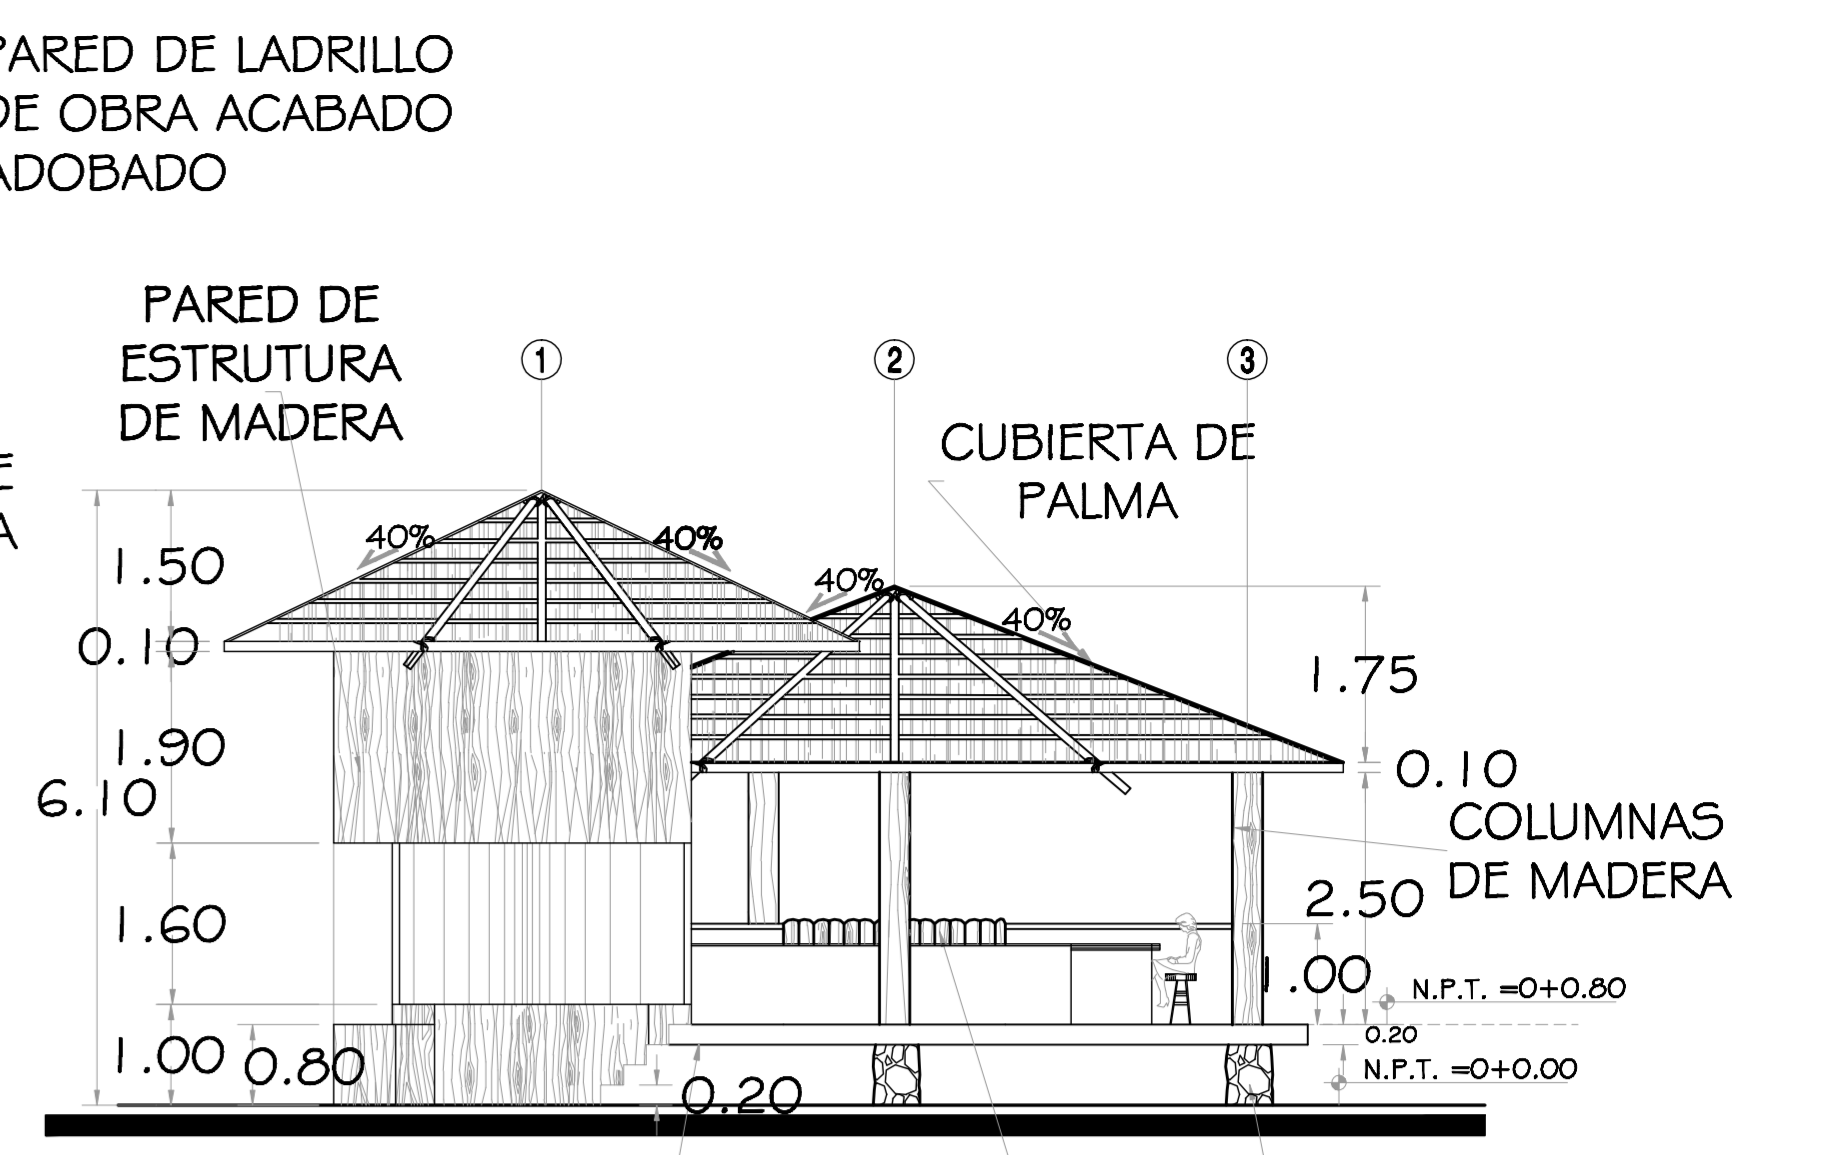 PARED DE LADRILLO
DE OBRA ACABADO
ADOBADO
PARED DE
ESTRUTURA
DE MADERA
1
2
3
CUBIERTA DE
PALMA
E
A
40%
40%
40%
40%
1.50
0.10
1.90
6.10
1.60
1.00
0.80
0.20
1.75
0.10
COLUMNAS
DE MADERA
2.50
1.00
N.P.T. =0+0.80
0.20
N.P.T. =0+0.00